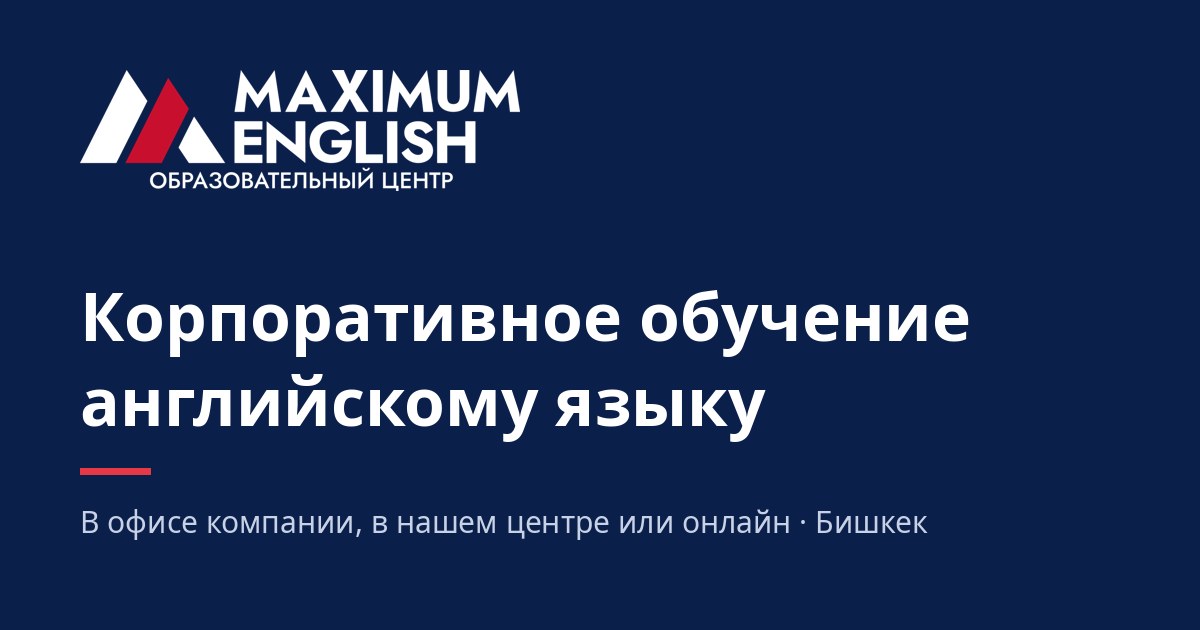 MAXIMUM
ENGLISH
ОБРАЗОВАТЕЛЬНЫЙ ЦЕНТР
Корпоративное обучение
английскому языку
В офисе компании, в нашем центре или онлайн · Бишкек